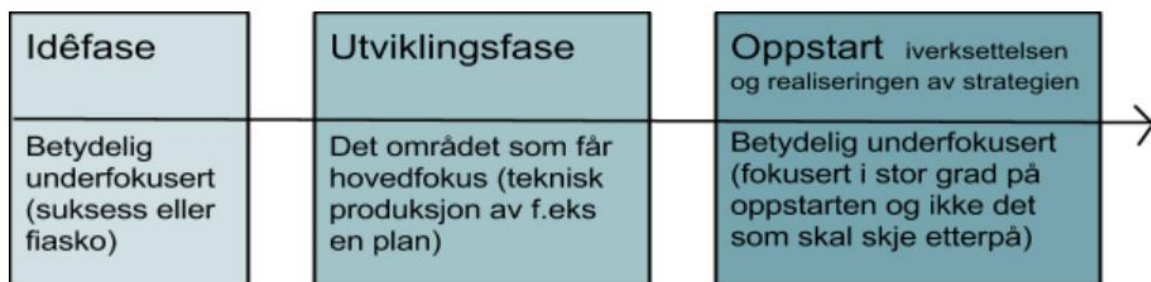 Idêfase
Betydelig
underfokusert
(suksess eller
fiasko)
Utviklingsfase
Det området som får
hovedfokus (teknisk
produksjon av f.eks
en plan)
Oppstart iverksettelsen
og realiseringen av strategien
Betydelig underfokusert
(fokusert i stor grad på
oppstarten og ikke det
som skal skje etterpå)